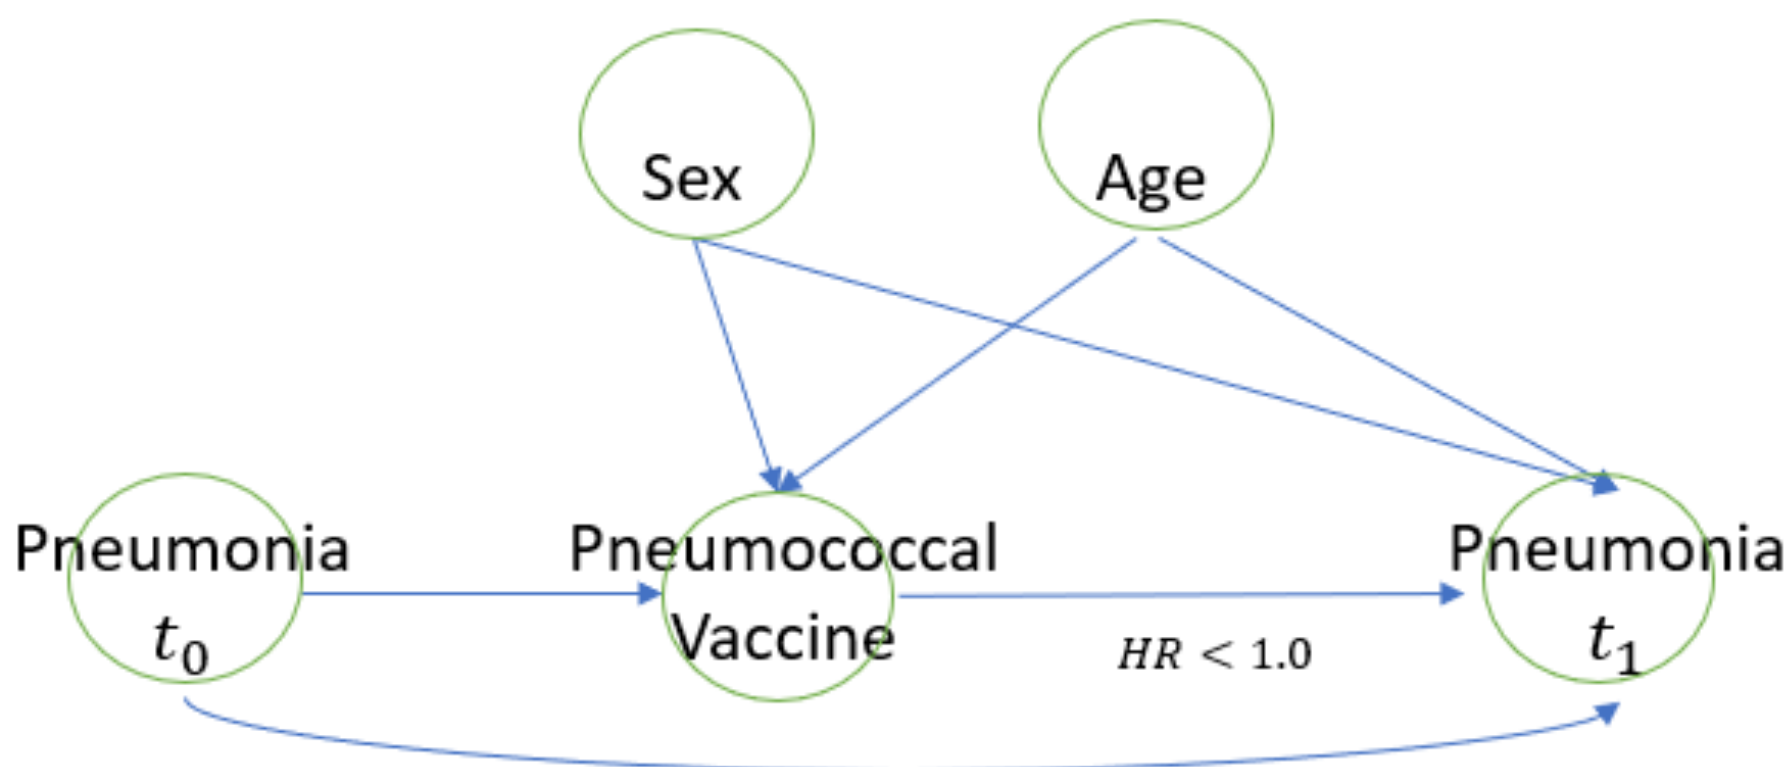 Sex
Age
Pneumonia
t₀
Pneumococcal
Vaccine
HR < 1.0
Pneumonia
t₁